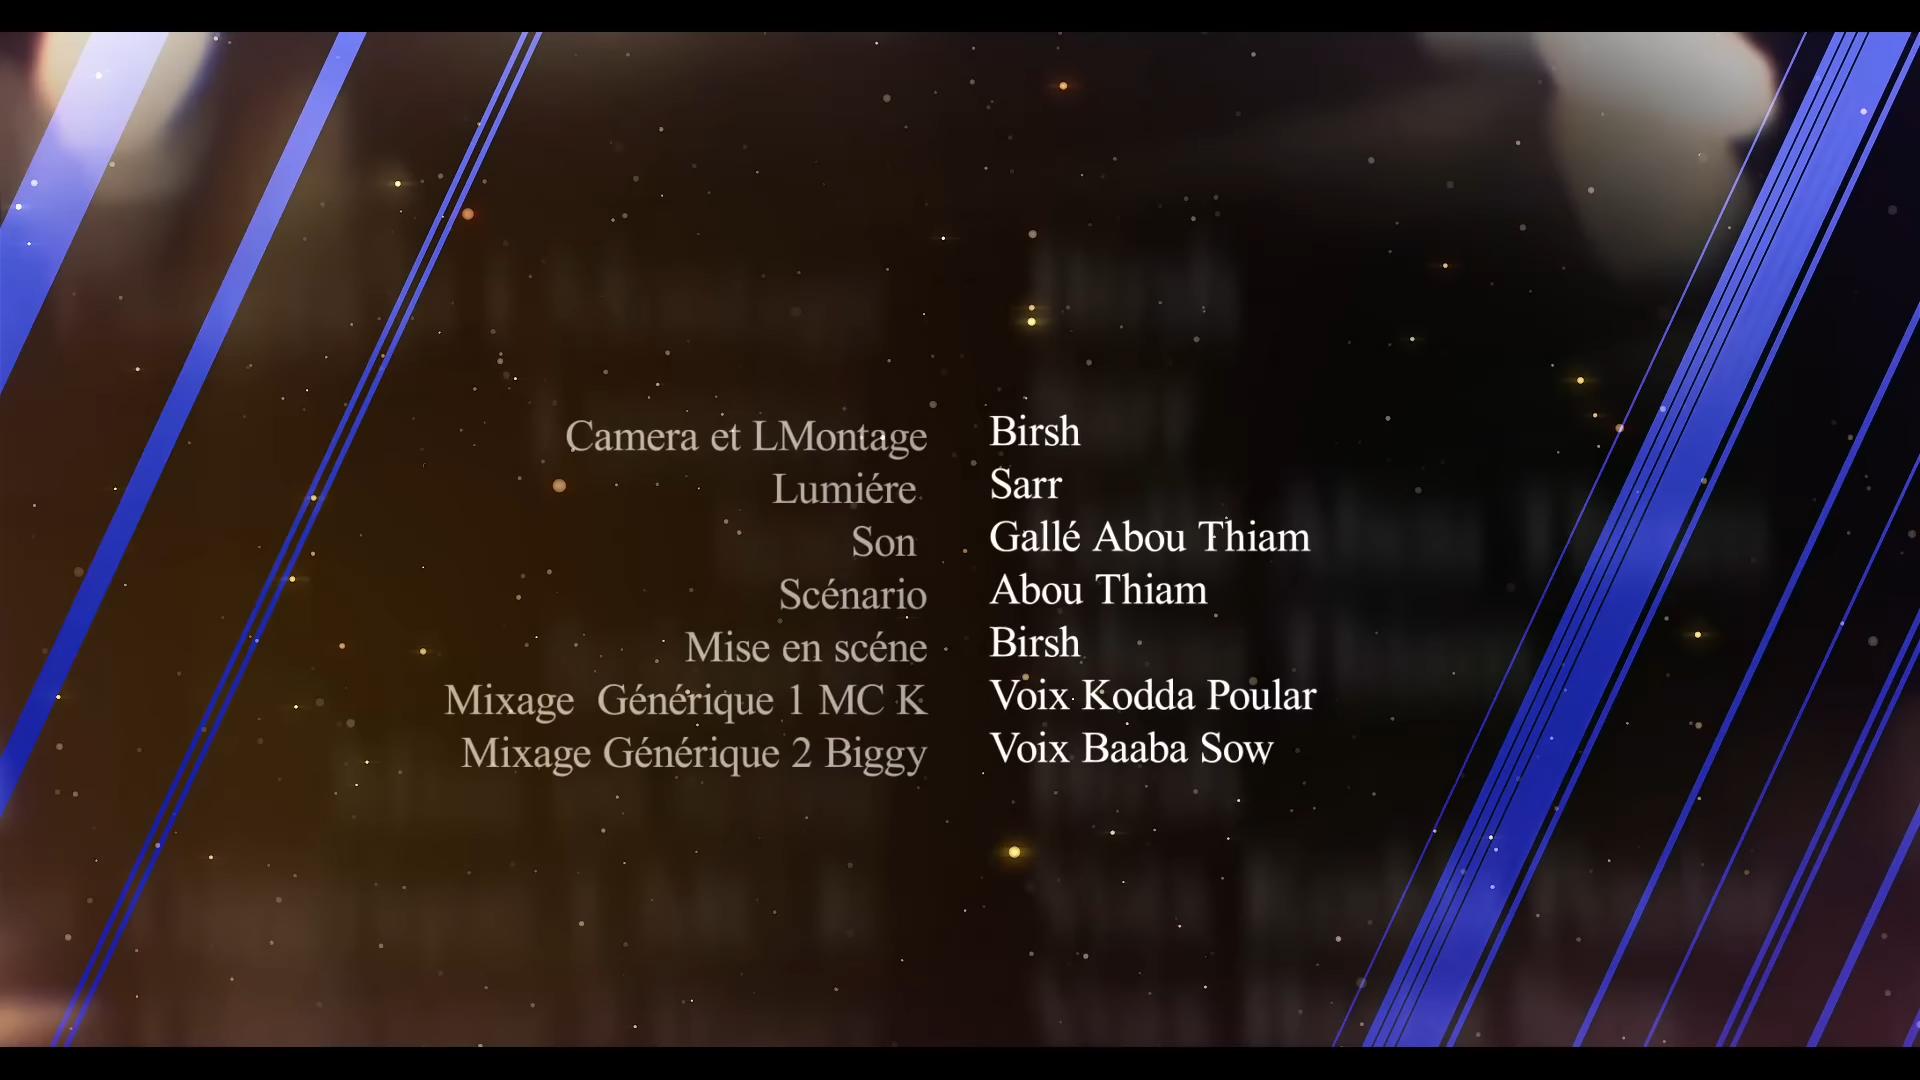 Camera et LMontage Birsh
Lumiére Sarr
Son Gallé Abou Thiam
Scénario Abou Thiam
Mise en scéne Birsh
Mixage  Générique 1 MC K Voix Kodda Poular
Mixage Générique 2 Biggy Voix Baaba Sow